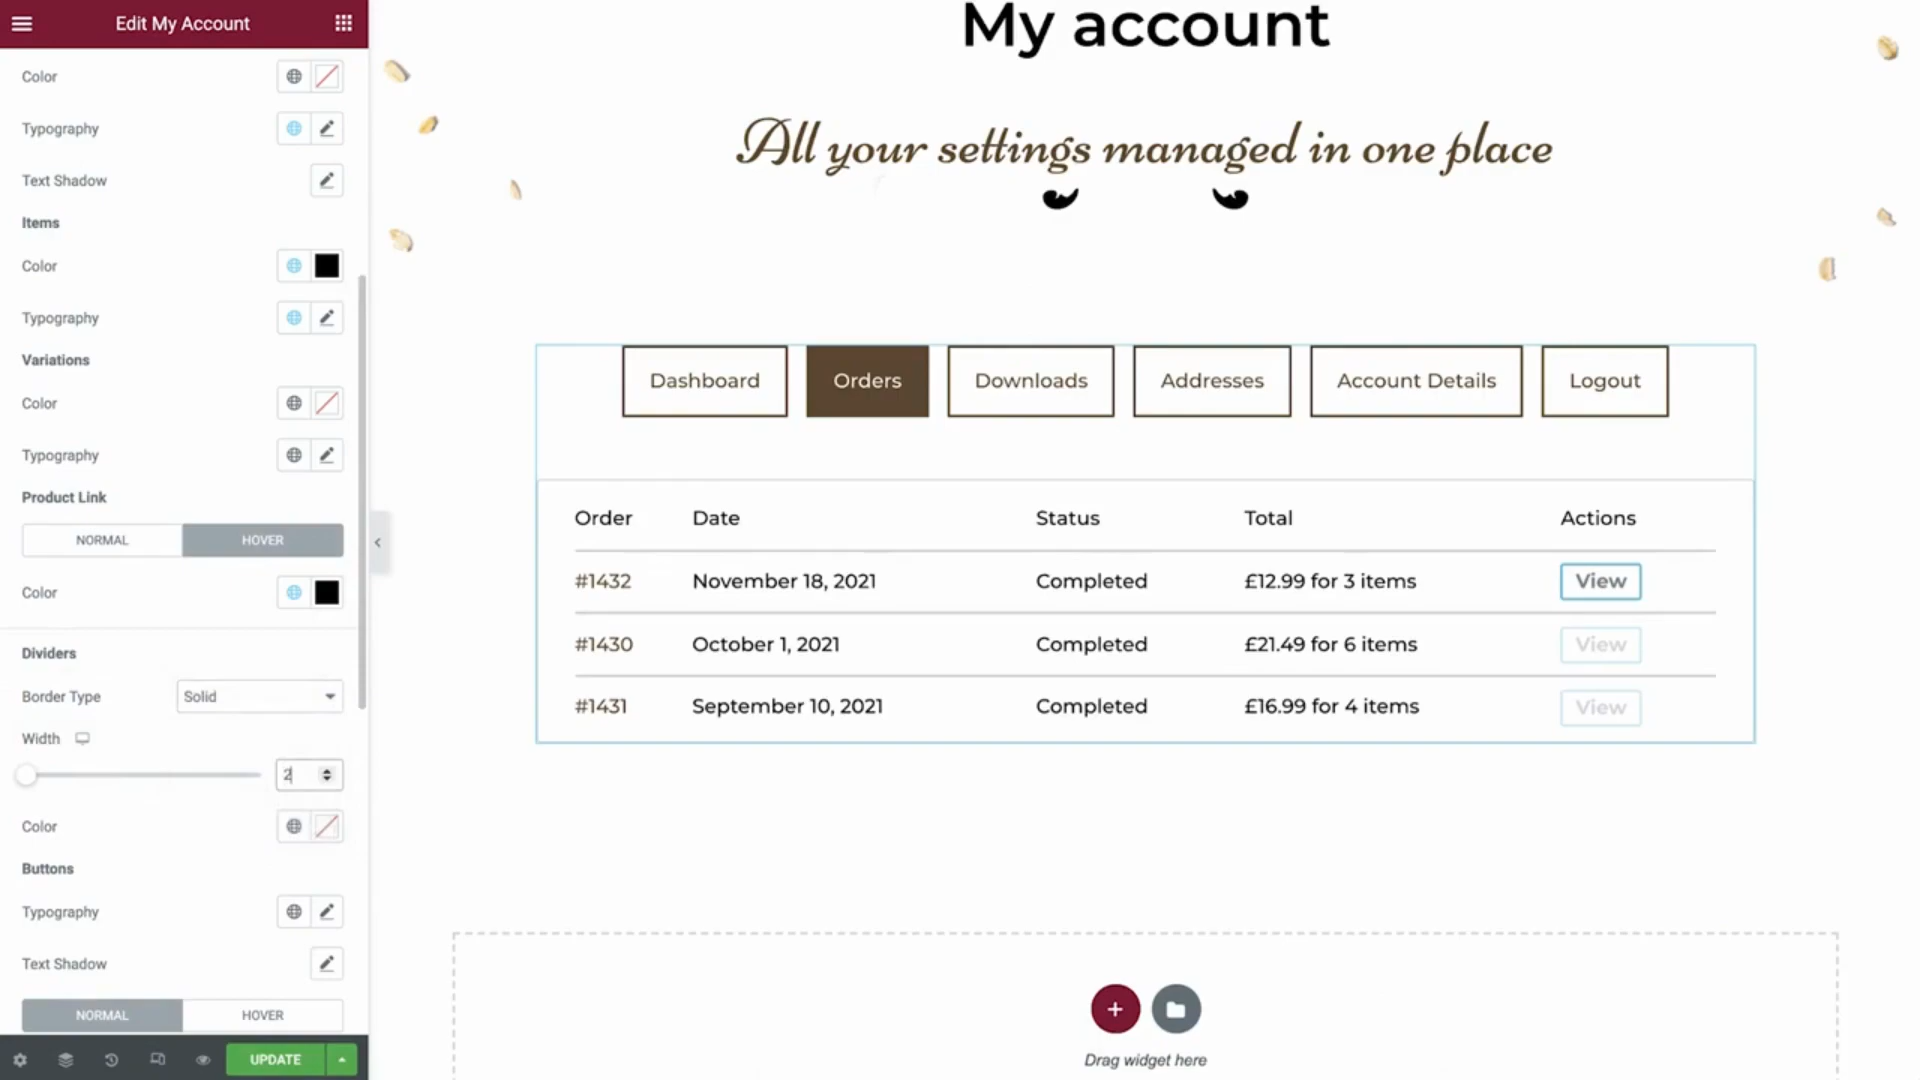 Edit My Account
Color
Typography
Text Shadow
Items
Color
Typography
Variations
Color
Typography
Product Link
NORMAL HOVER
Color
Dividers
Border Type Solid
Width
2
Color
Buttons
Typography
Text Shadow
NORMAL HOVER
UPDATE
My account
All your settings managed in one place
Dashboard Orders Downloads Addresses Account Details Logout
Order Date Status Total Actions
#1432 November 18, 2021 Completed £12.99 for 3 items View
#1430 October 1, 2021 Completed £21.49 for 6 items View
#1431 September 10, 2021 Completed £16.99 for 4 items View
Drag widget here